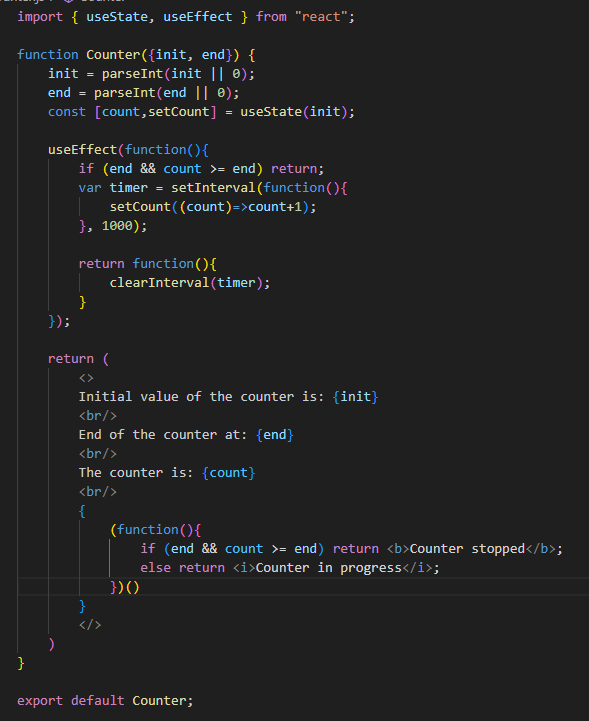 import { useState, useEffect } from "react";
function Counter({init, end}) {
init = parseInt(init || 0);
end = parseInt(end || 0);
const [count,setCount] = useState(init);
useEffect(function(){
if (end && count >= end) return;
var timer = setInterval(function(){
setCount((count)=>count+1);
}, 1000);
return function(){
clearInterval(timer);
}
});
return (
<>
Initial value of the counter is: {init}
<br/>
End of the counter at: {end}
<br/>
The counter is: {count}
<br/>
{
(function(){
if (end && count >= end) return <b>Counter stopped</b>;
else return <i>Counter in progress</i>;
})()
}
</>
)
}
export default Counter;